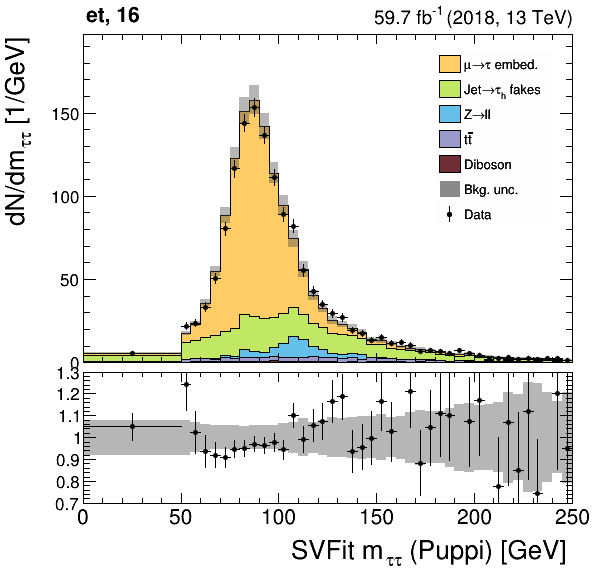 et, 16
59.7 fb⁻¹ (2018, 13 TeV)
dN/dm_ττ [1/GeV]
μ→τ embed.
Jet→τ_h fakes
Z→ll
tt̄
Diboson
Bkg. unc.
Data
150
100
50
0
1.3
1.2
1.1
1
0.9
0.8
0.7
0 50 100 150 200 250
SVFit m_ττ (Puppi) [GeV]